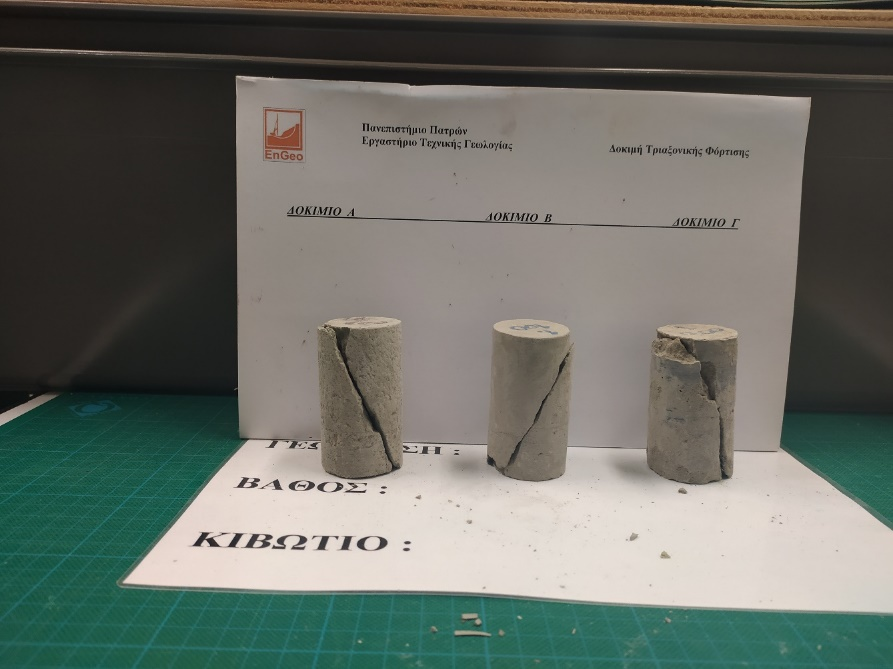 EnGeo
Πανεπιστήμιο Πατρών
Εργαστήριο Τεχνικής Γεωλογίας
Δοκιμή Τριαξονικής Φόρτισης
ΔΟΚΙΜΙΟ Α
ΔΟΚΙΜΙΟ Β
ΔΟΚΙΜΙΟ Γ
ΒΑΘΟΣ :
ΚΙΒΩΤΙΟ :